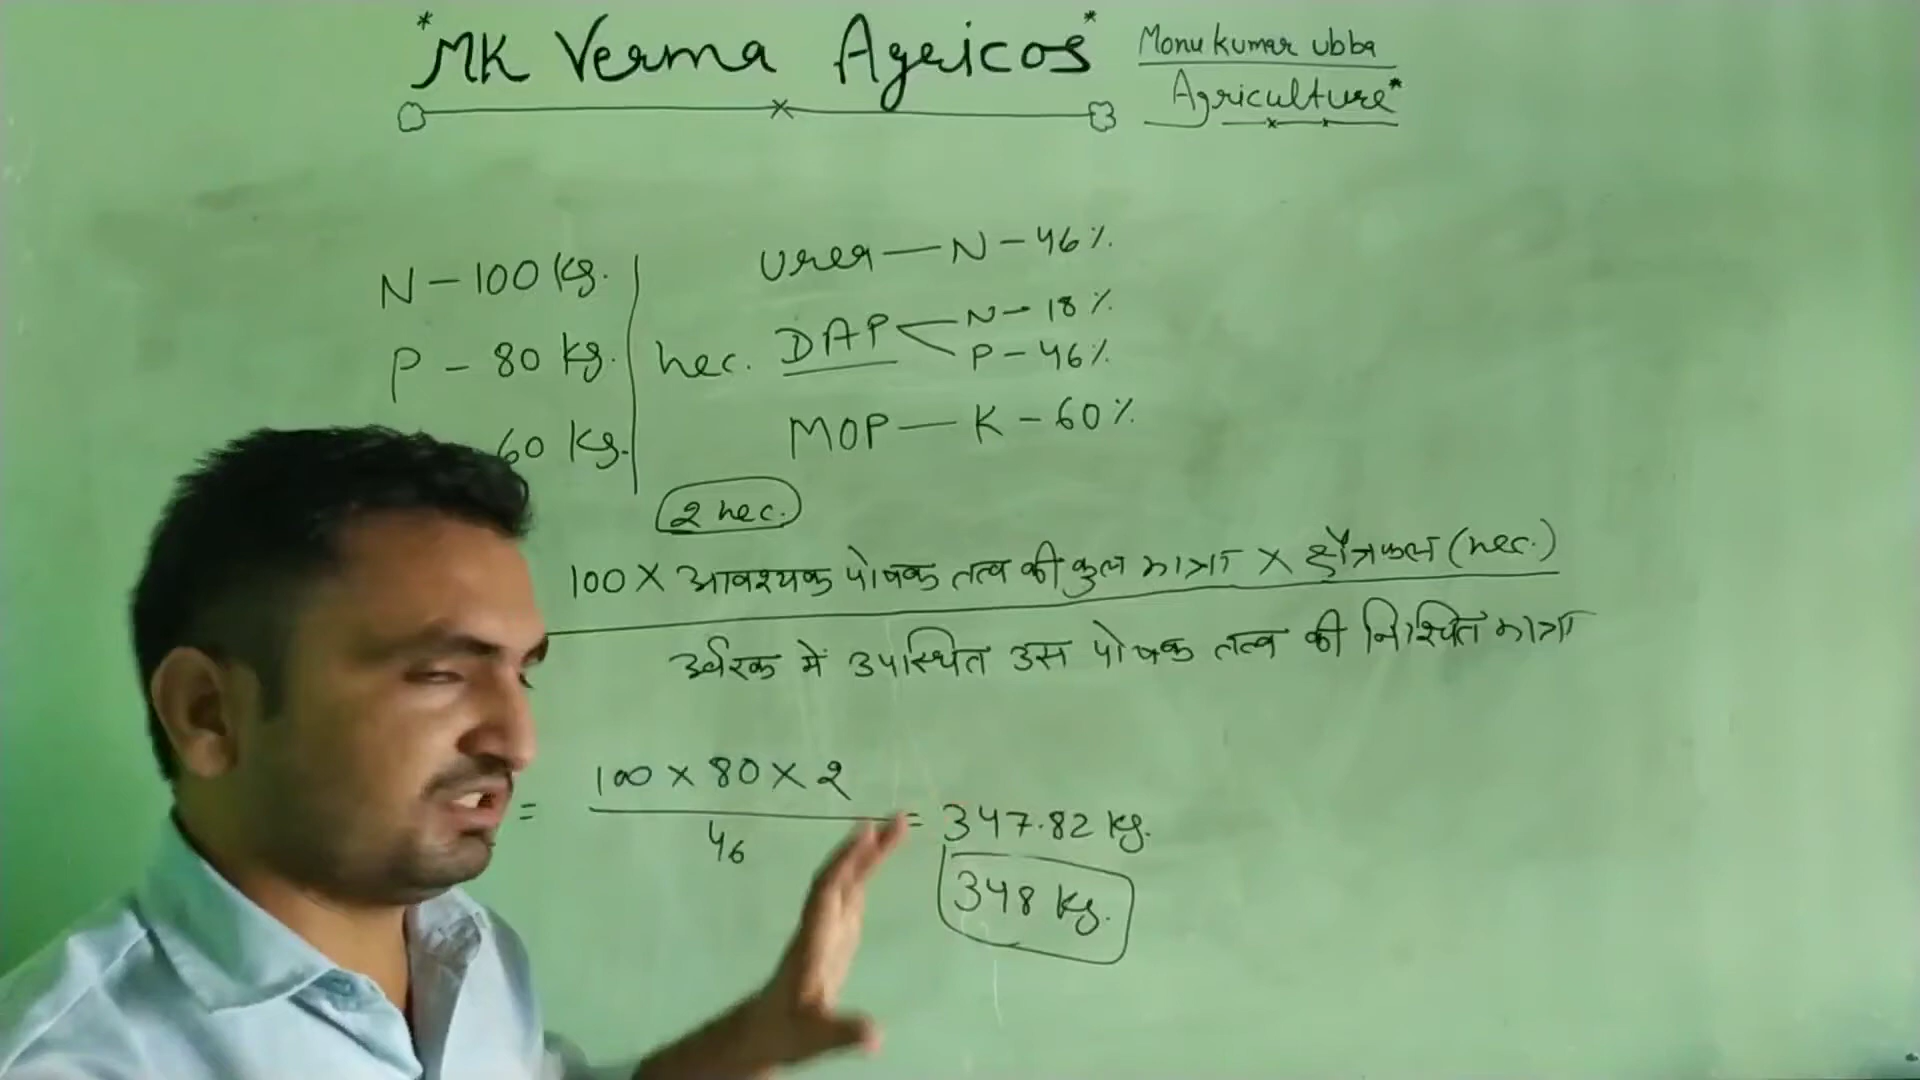 *MK Verma Agricos*
Monu kumar ubba
Agriculture*
N - 100 kg.
P - 80 kg.
60 kg.
hec.
Urea — N - 46%
DAP
N - 18%
P - 46%
MOP — K - 60%
2 hec.
100 × आवश्यक पोषक तत्व की कुल मात्रा × क्षेत्रफल (hec.)
उर्वरक में उपस्थित उस पोषक तत्व की निश्चित मात्रा
= 100 × 80 × 2
46
= 347.82 kg.
348 kg.